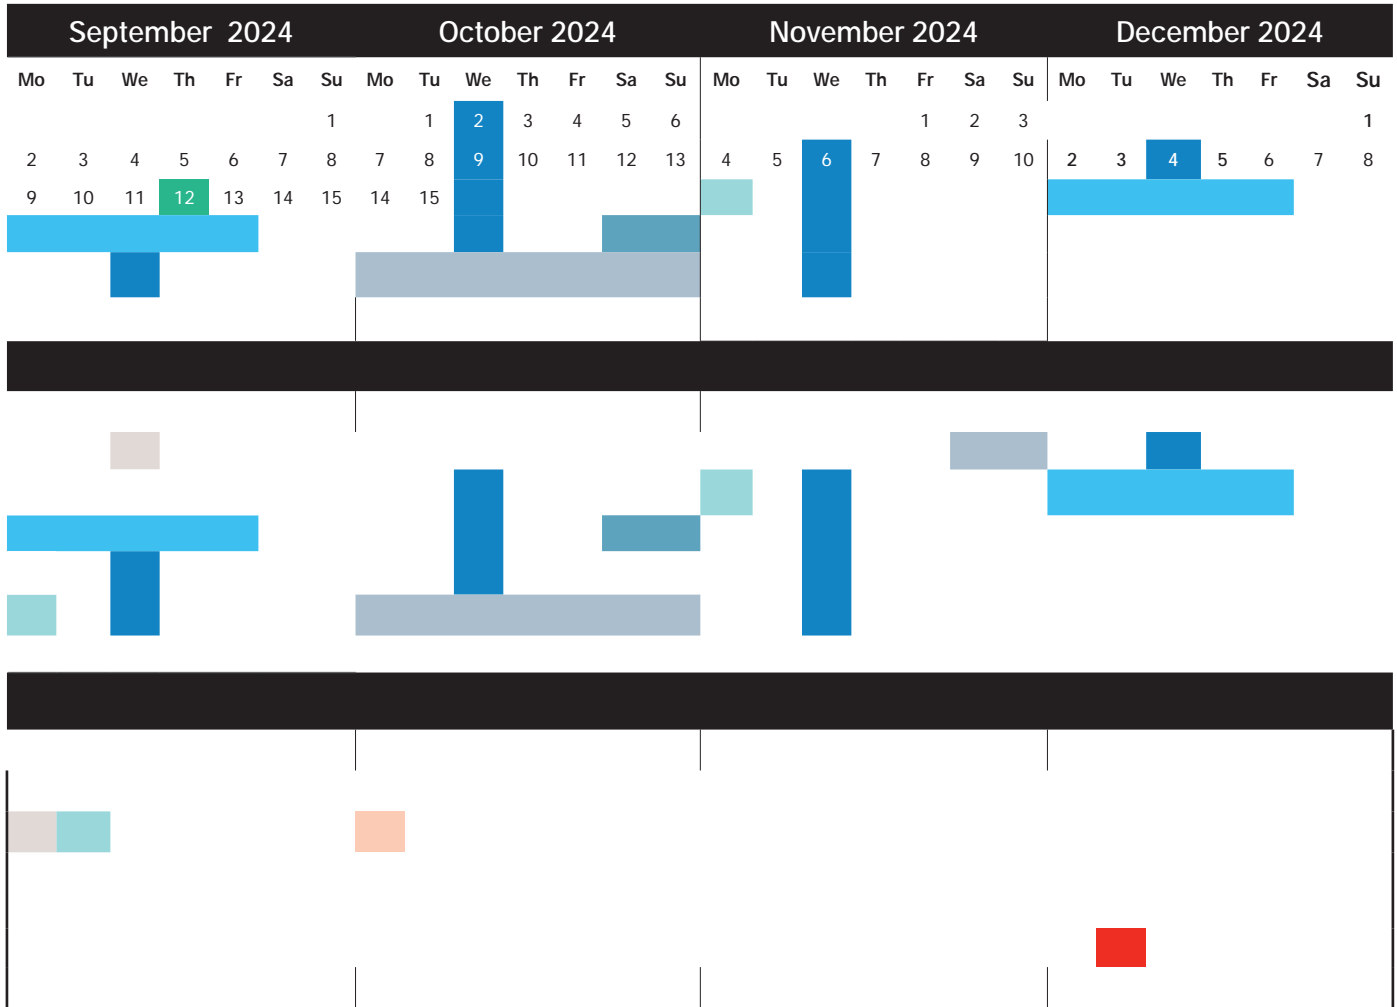 September 2024 October 2024 November 2024 December 2024
Mo Tu We Th Fr Sa Su Mo Tu We Th Fr Sa Su Mo Tu We Th Fr Sa Su Mo Tu We Th Fr Sa Su
1 1 2 3 4 5 6 1 2 3 1
2 3 4 5 6 7 8 7 8 9 10 11 12 13 4 5 6 7 8 9 10 2 3 4 5 6 7 8
9 10 11 12 13 14 15 14 15